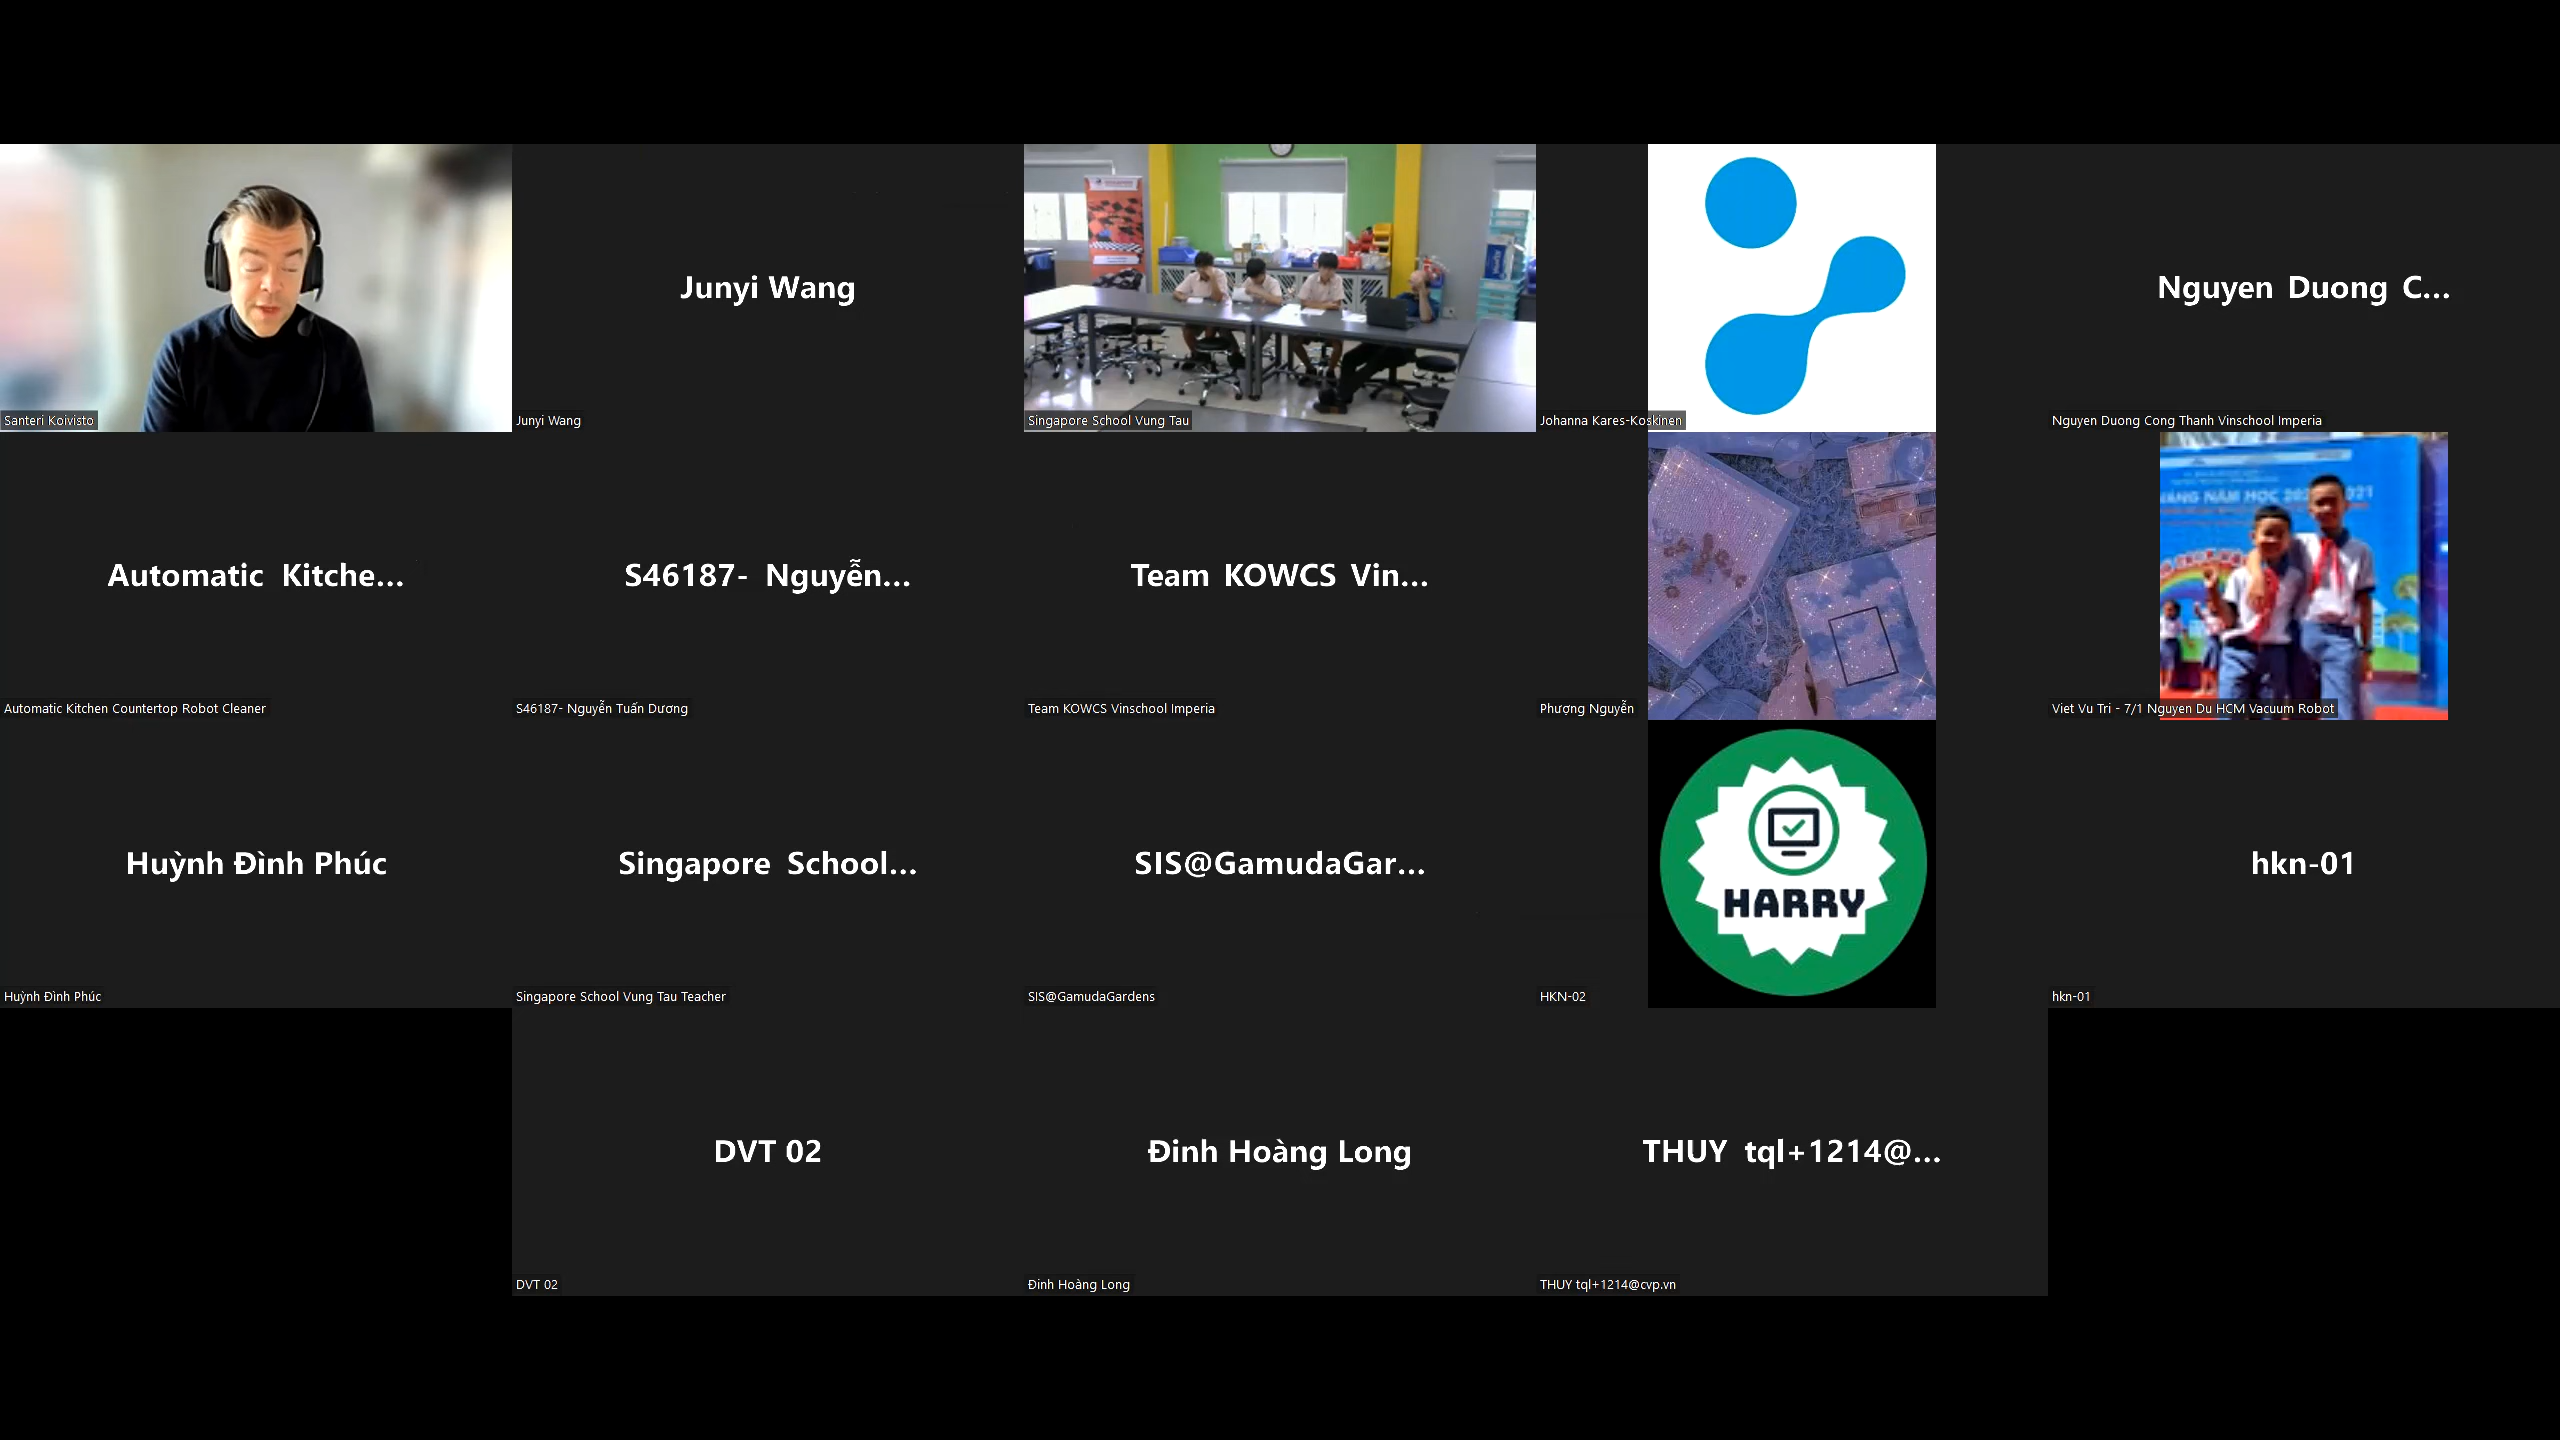 Santeri Koivisto
Junyi Wang
Junyi Wang
Singapore School Vung Tau
Johanna Kares-Koskinen
Nguyen Duong C...
Nguyen Duong Cong Thanh Vinschool Imperia
Automatic Kitche...
Automatic Kitchen Countertop Robot Cleaner
S46187- Nguyễn...
S46187- Nguyễn Tuấn Dương
Team KOWCS Vin...
Team KOWCS Vinschool Imperia
Phượng Nguyễn
Viet Vu Tri - 7/1 Nguyen Du HCM Vacuum Robot
Huỳnh Đình Phúc
Huỳnh Đình Phúc
Singapore School...
Singapore School Vung Tau Teacher
SIS@GamudaGar...
SIS@GamudaGardens
HARRY
HKN-02
hkn-01
hkn-01
DVT 02
DVT 02
Đinh Hoàng Long
Đinh Hoàng Long
THUY tql+1214@...
THUY tql+1214@cvp.vn